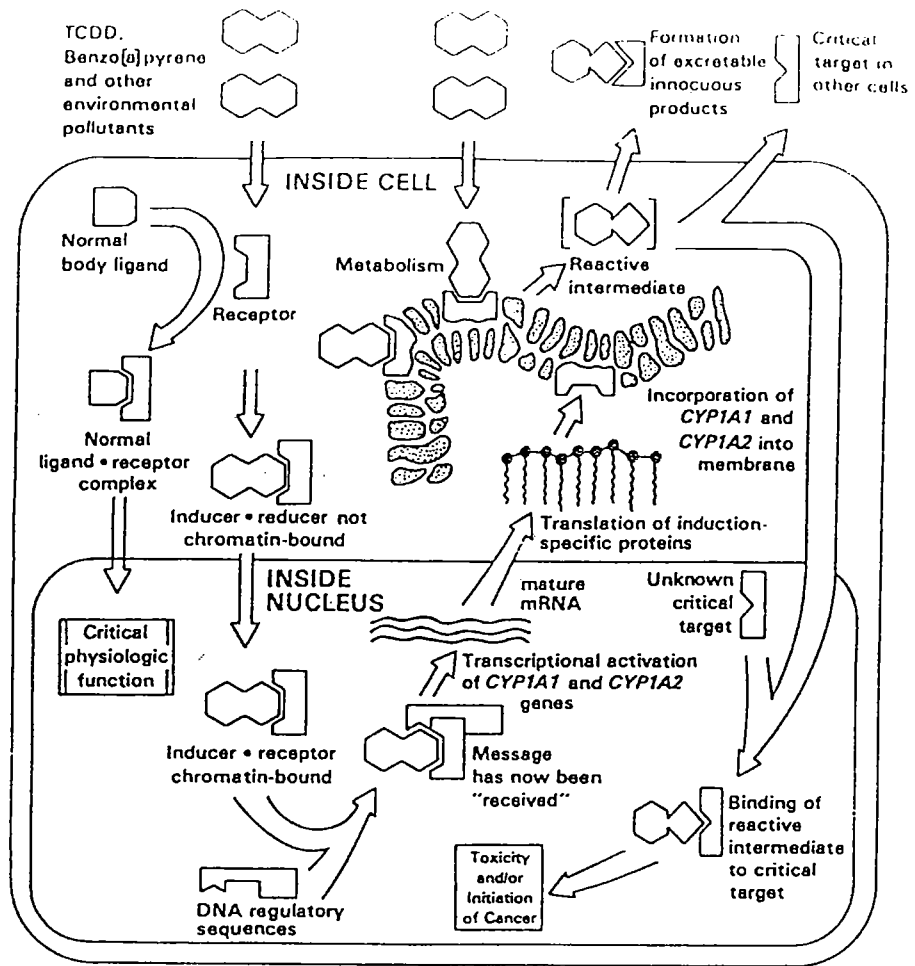 TCDD,
Benzo[a]pyrene
and other
environmental
pollutants
Formation
of excretable
innocuous
products
Critical
target in
other cells
INSIDE CELL
Normal
body ligand
Receptor
Metabolism
Reactive
intermediate
Normal
ligand • receptor
complex
Inducer • reducer not
chromatin-bound
Incorporation of
CYP1A1 and
CYP1A2 into
membrane
Translation of induction-
specific proteins
INSIDE
NUCLEUS
mature
mRNA
Unknown
critical
target
Critical
physiologic
function
Transcriptional activation
of CYP1A1 and CYP1A2
genes
Inducer • receptor
chromatin-bound
Message
has now been
"received"
DNA regulatory
sequences
Toxicity
and/or
Initiation
of Cancer
Binding of
reactive
intermediate
to critical
target